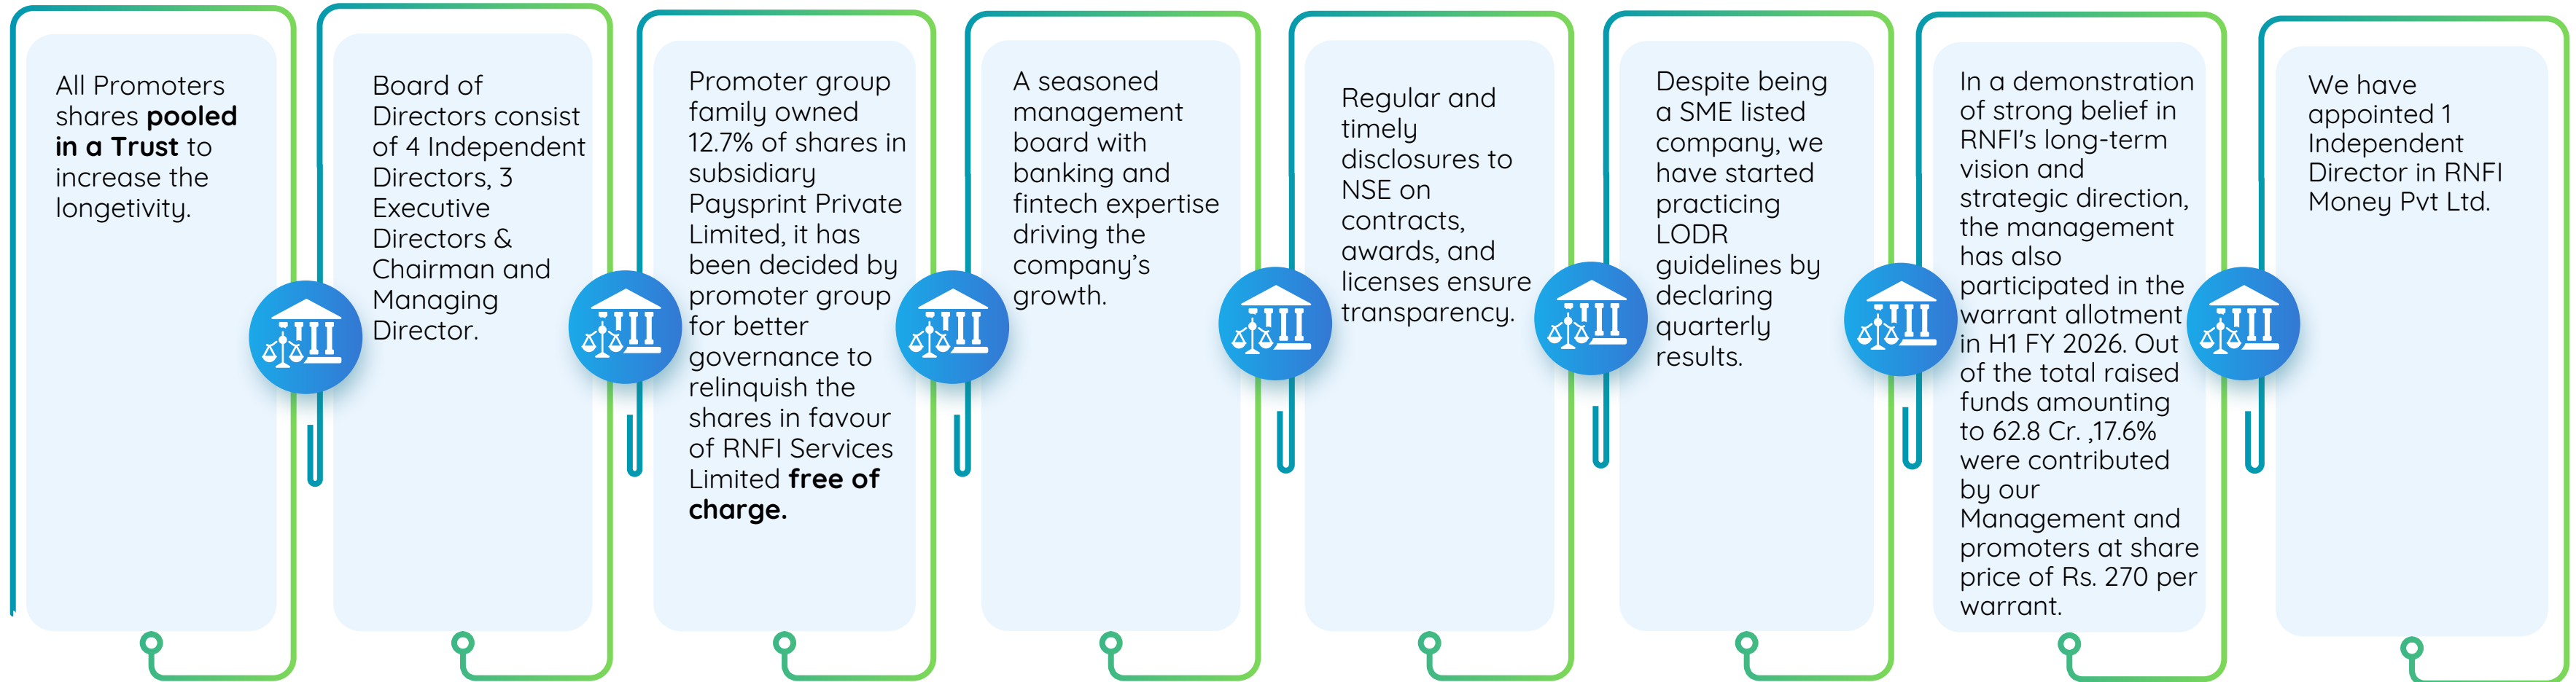 All Promoters
shares pooled
in a Trust to
increase the
longetivity.
Board of
Directors consist
of 4 Independent
Directors, 3
Executive
Directors &
Chairman and
Managing
Director.
Promoter group
family owned
12.7% of shares in
subsidiary
Paysprint Private
Limited, it has
been decided by
promoter group
for better
governance to
relinquish the
shares in favour
of RNFI Services
Limited free of
charge.
A seasoned
management
board with
banking and
fintech expertise
driving the
company’s
growth.
Regular and
timely
disclosures to
NSE on
contracts,
awards, and
licenses ensure
transparency.
Despite being
a SME listed
company, we
have started
practicing
LODR
guidelines by
declaring
quarterly
results.
In a demonstration
of strong belief in
RNFI's long-term
vision and
strategic direction,
the management
has also
participated in the
warrant allotment
in H1 FY 2026. Out
of the total raised
funds amounting
to 62.8 Cr. ,17.6%
were contributed
by our
Management and
promoters at share
price of Rs. 270 per
warrant.
We have
appointed 1
Independent
Director in RNFI
Money Pvt Ltd.